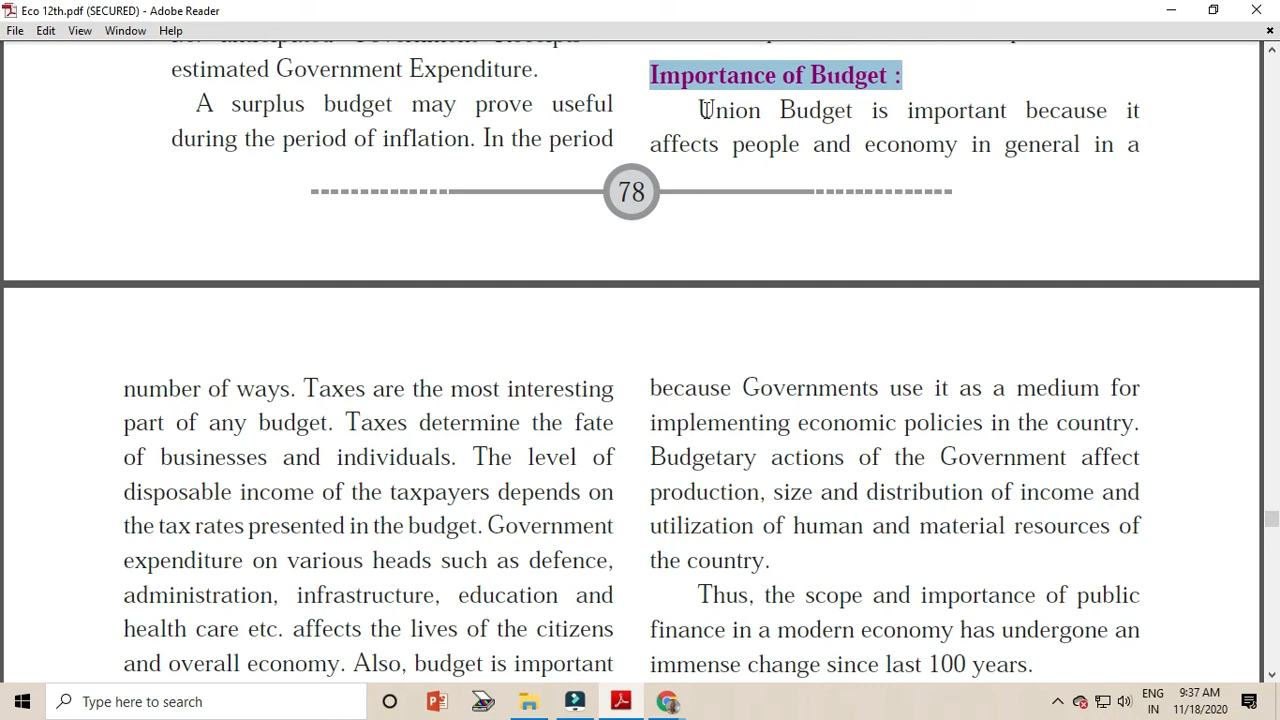 Eco 12th.pdf (SECURED) - Adobe Reader
File Edit View Window Help
estimated Government Expenditure.
A surplus budget may prove useful
during the period of inflation. In the period
Importance of Budget :
Union Budget is important because it
affects people and economy in general in a
78
number of ways. Taxes are the most interesting
part of any budget. Taxes determine the fate
of businesses and individuals. The level of
disposable income of the taxpayers depends on
the tax rates presented in the budget. Government
expenditure on various heads such as defence,
administration, infrastructure, education and
health care etc. affects the lives of the citizens
and overall economy. Also, budget is important
because Governments use it as a medium for
implementing economic policies in the country.
Budgetary actions of the Government affect
production, size and distribution of income and
utilization of human and material resources of
the country.
Thus, the scope and importance of public
finance in a modern economy has undergone an
immense change since last 100 years.
Type here to search
ENG
IN
9:37 AM
11/18/2020